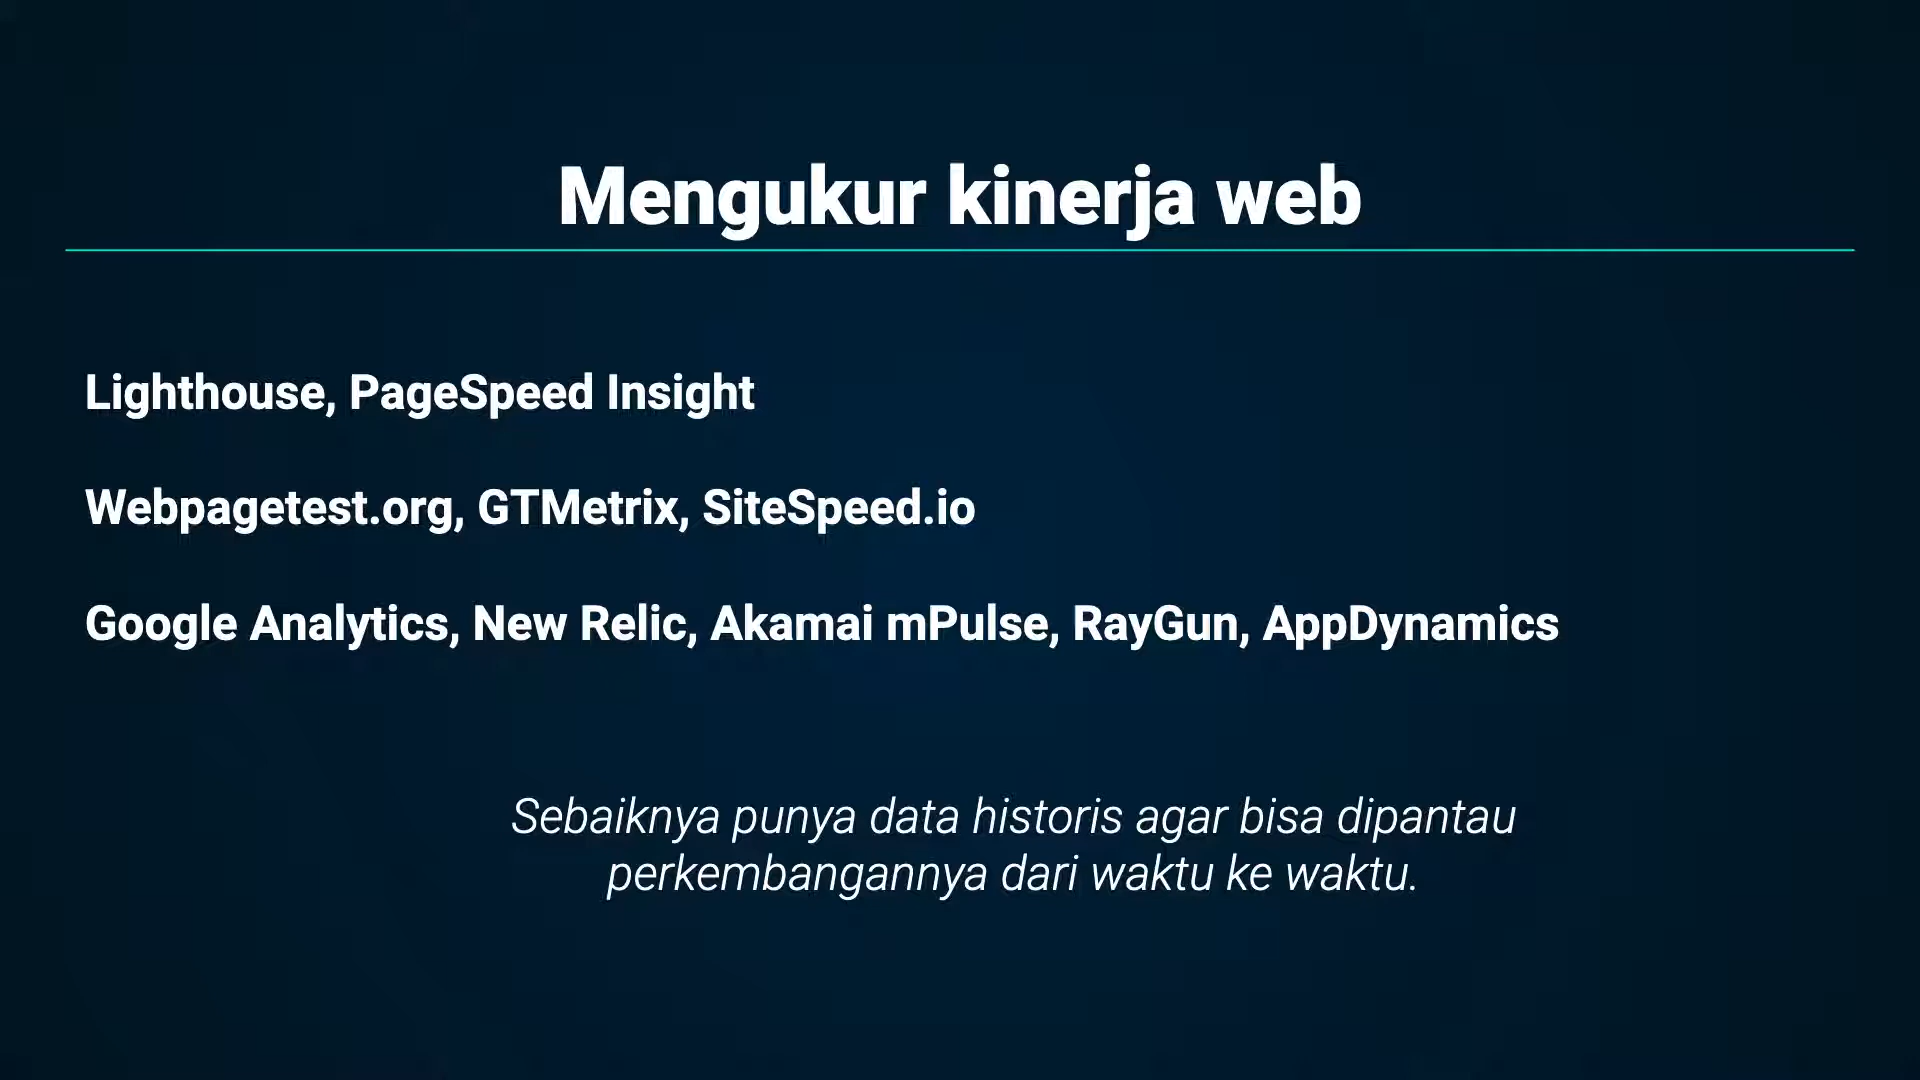 Mengukur kinerja web
Lighthouse, PageSpeed Insight
Webpagetest.org, GTMetrix, SiteSpeed.io
Google Analytics, New Relic, Akamai mPulse, RayGun, AppDynamics
Sebaiknya punya data historis agar bisa dipantau
perkembangannya dari waktu ke waktu.